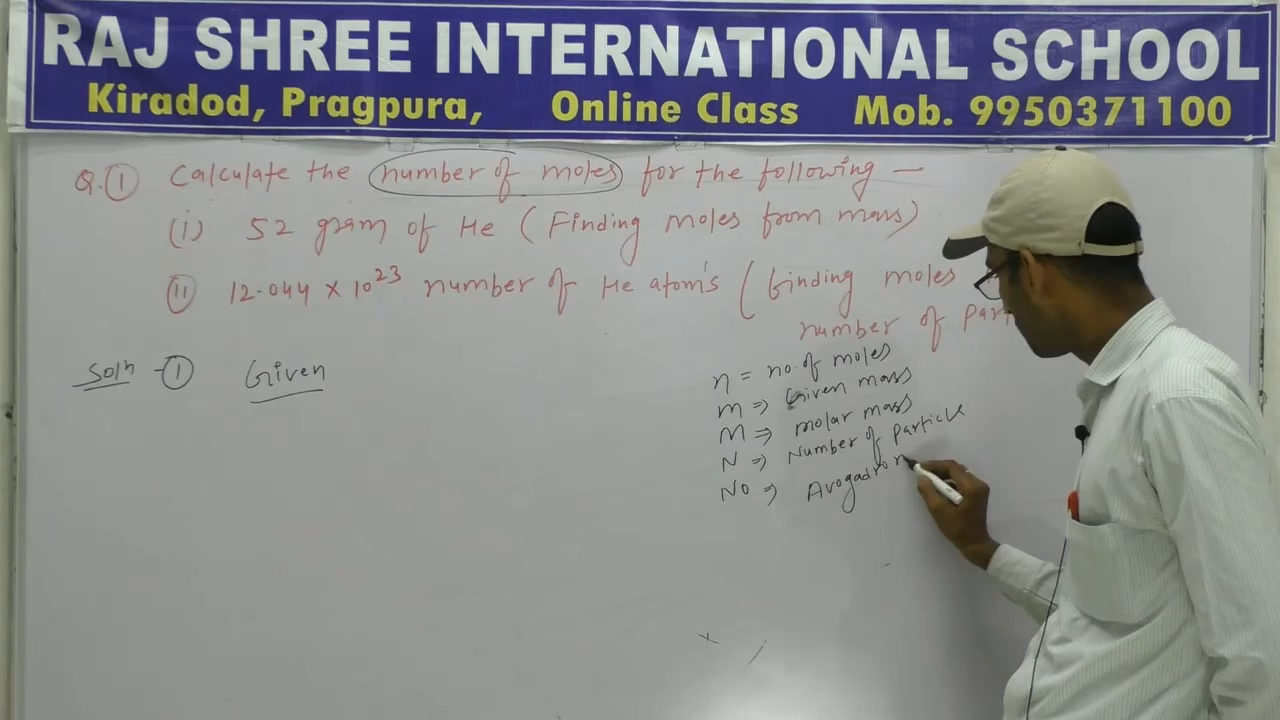 RAJ SHREE INTERNATIONAL SCHOOL
Kiradod, Pragpura, Online Class Mob. 9950371100
Q.① Calculate the number of moles for the following —
(i) 52 gram of He (Finding moles from mass)
(ii) 12.044 × 10²³ number of He atom's (finding moles
number of part
Soln - ① Given
n = no. of moles
m ⇒ Given mass
M ⇒ molar mass
N ⇒ Number of particle
No ⇒ Avogadro n